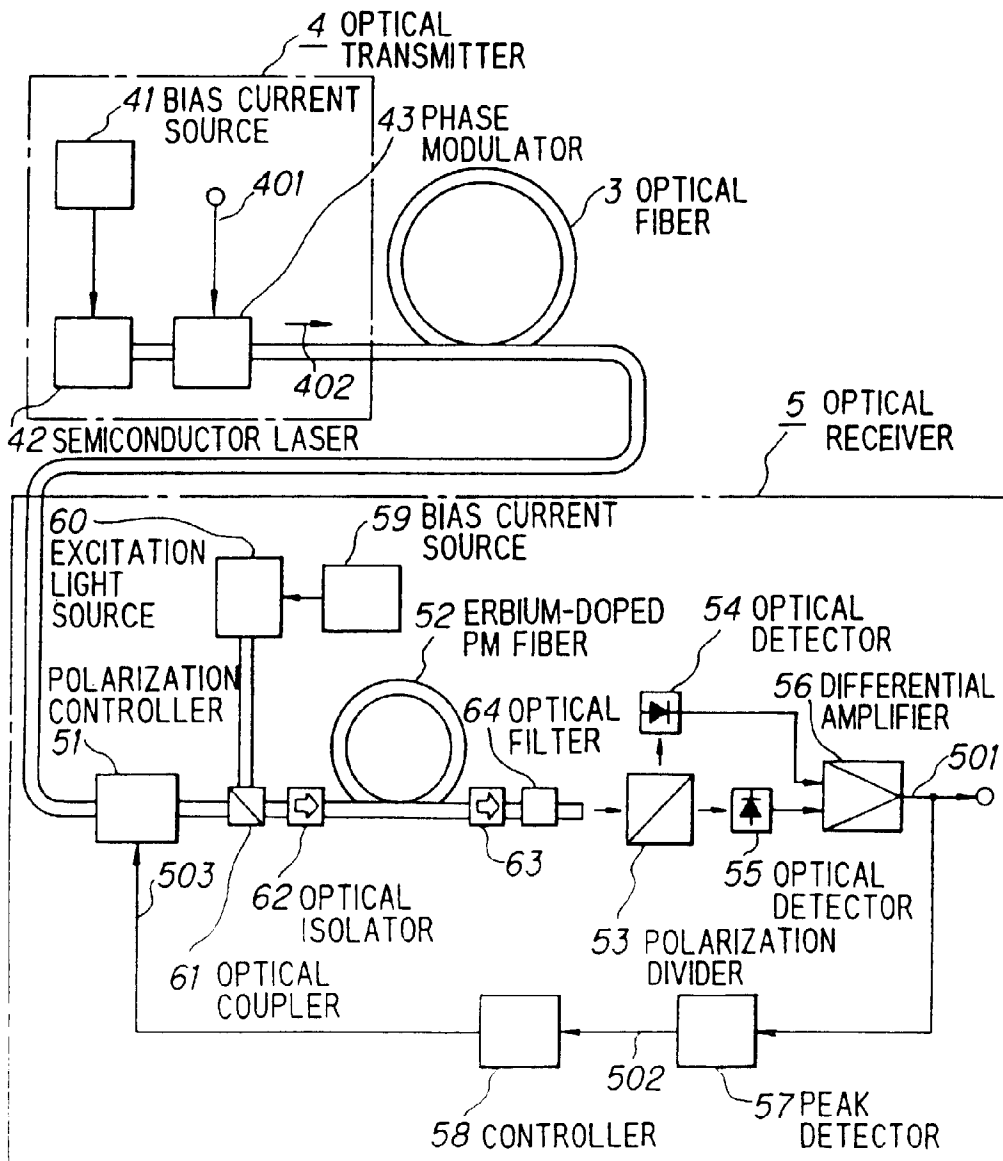 4 OPTICAL
TRANSMITTER
41 BIAS CURRENT
SOURCE
43 PHASE
MODULATOR
401
3 OPTICAL
FIBER
402
42 SEMICONDUCTOR LASER
5 OPTICAL
RECEIVER
60
EXCITATION
LIGHT
SOURCE
59 BIAS CURRENT
SOURCE
52 ERBIUM-DOPED
PM FIBER
54 OPTICAL
DETECTOR
POLARIZATION
CONTROLLER
51
64 OPTICAL
FILTER
56 DIFFERENTIAL
AMPLIFIER
501
503
62 OPTICAL
ISOLATOR
63
55 OPTICAL
DETECTOR
61 OPTICAL
COUPLER
53 POLARIZATION
DIVIDER
502
58 CONTROLLER
57 PEAK
DETECTOR